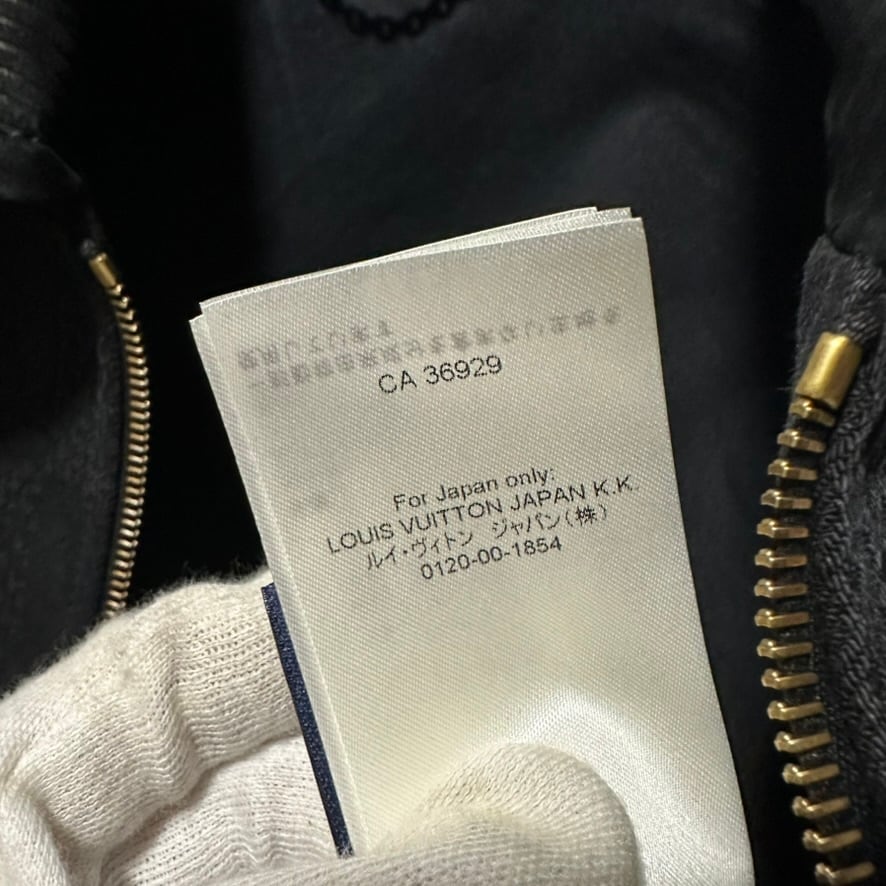 CA 36929
For Japan only:
LOUIS VUITTON JAPAN K.K.
ルイ・ヴィトン ジャパン(株)
0120-00-1854